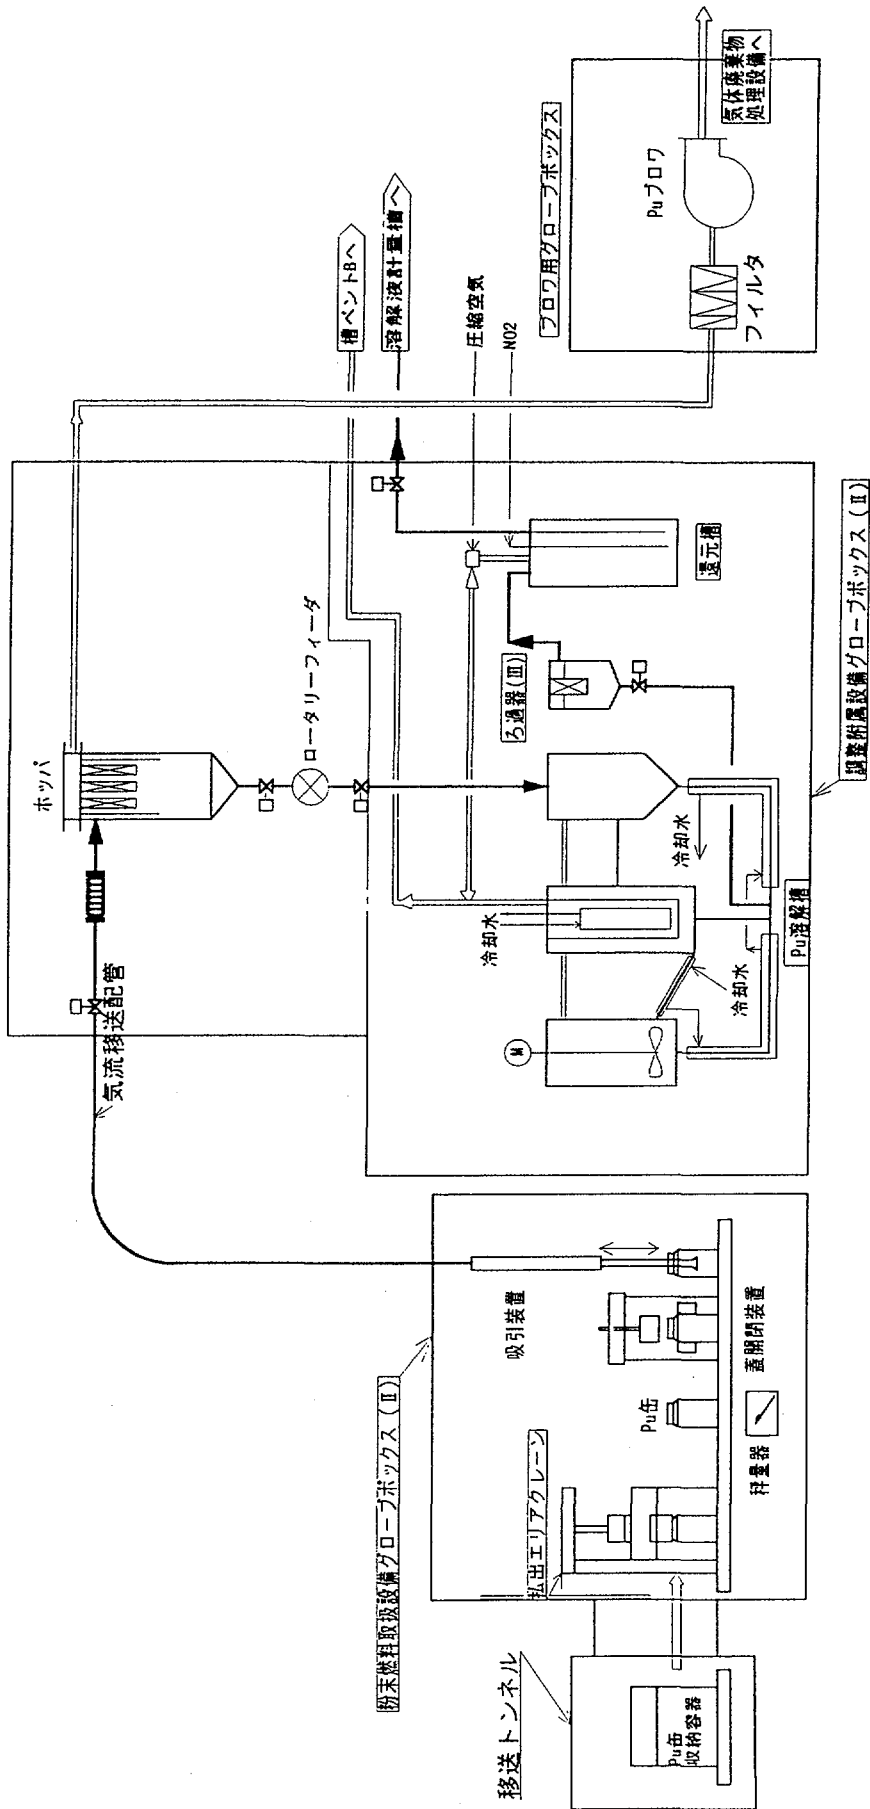 移送トンネル
Pu缶
収納容器
粉末燃料取扱設備グローブボックス(Ⅱ)
払出エリアクレーン
Pu缶
秤量器
蓋開閉装置
吸引装置
気流移送配管
ホッパ
ロータリーフィーダ
M
冷却水
冷却水
冷却水
Pu溶解槽
調整附属設備グローブボックス(Ⅱ)
ろ過器(Ⅲ)
還元槽
槽ベントBへ
溶解液計量槽へ
圧縮空気
NO2
ブロワ用グローブボックス
フィルタ
Puブロワ
気体廃棄物
処理設備へ